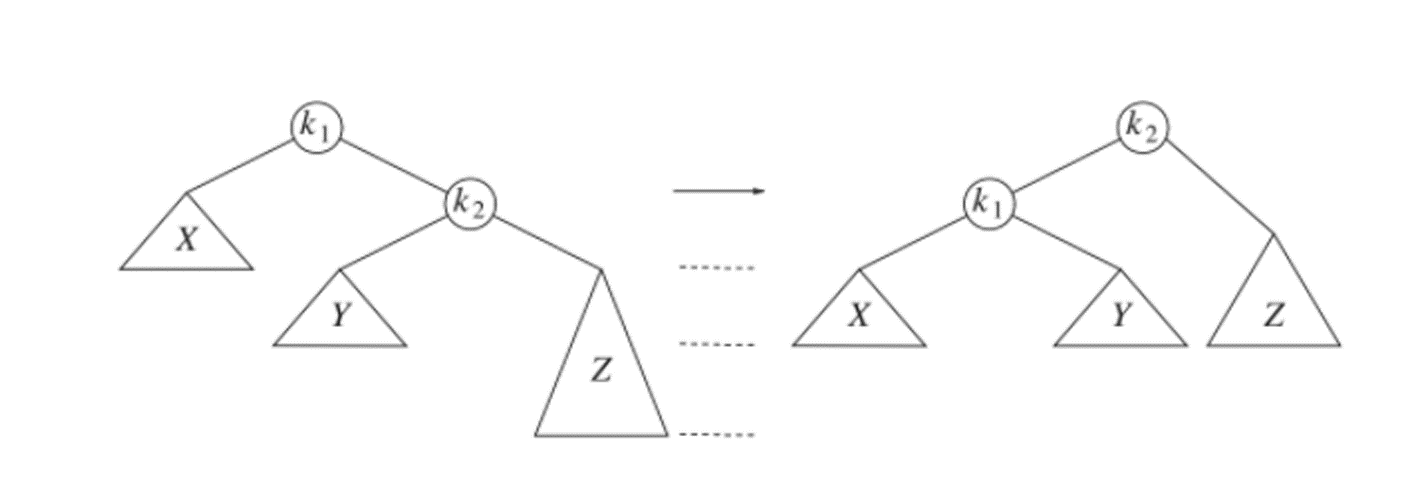 k₁ k₂
k₂ k₁
X X Y Z
Y
Z